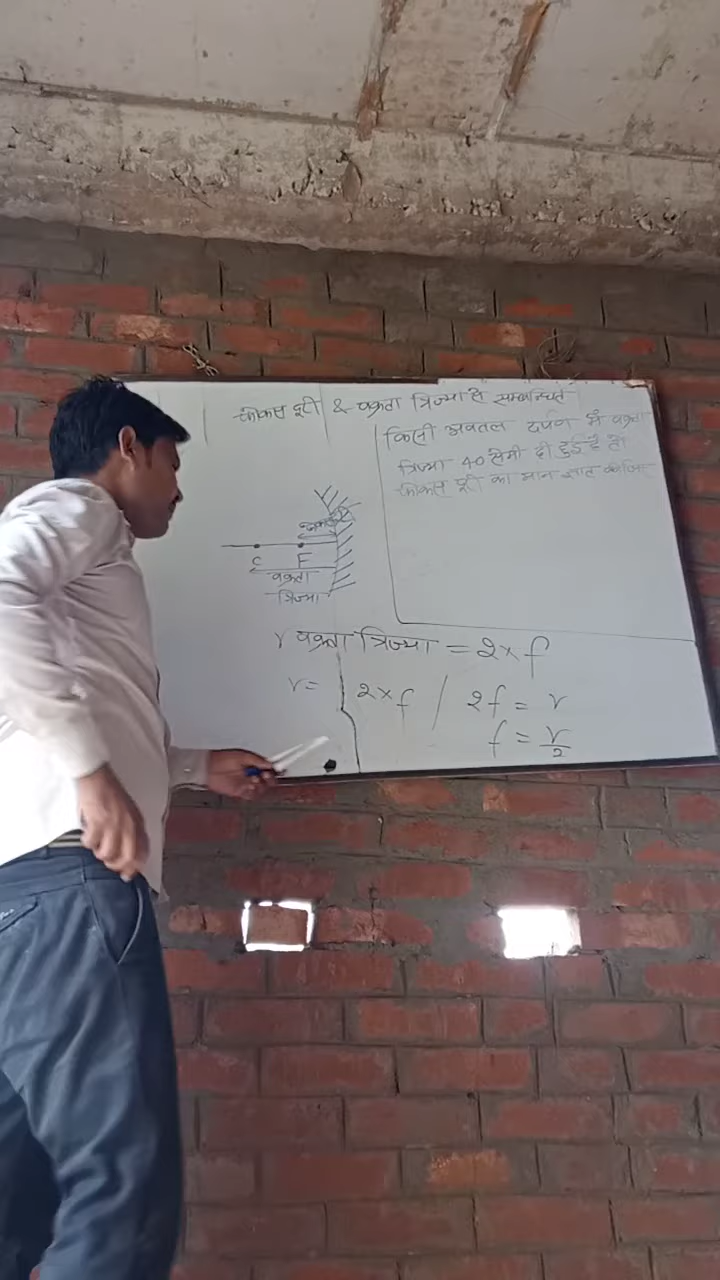 फोकस दूरी & वक्रता त्रिज्या से सम्बन्धित
किसी अवतल दर्पण में वक्रता
त्रिज्या 40 सेमी दी हुई है तो
फोकस दूरी का मान ज्ञात कीजिए
C F
वक्रता
त्रिज्या
r वक्रता त्रिज्या = 2 × f
r = 2 × f / 2f = r
f = r/2